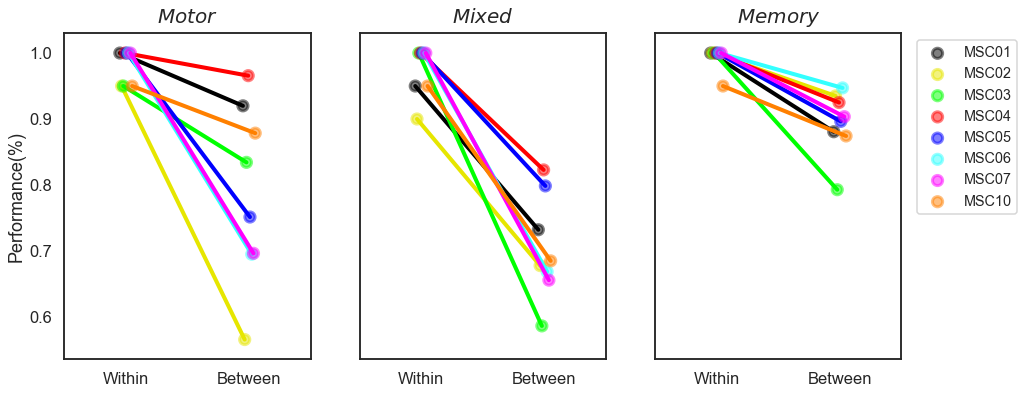 Motor
Mixed
Memory
Performance(%)
1.0
0.9
0.8
0.7
0.6
Within
Between
Within
Between
Within
Between
MSC01
MSC02
MSC03
MSC04
MSC05
MSC06
MSC07
MSC10